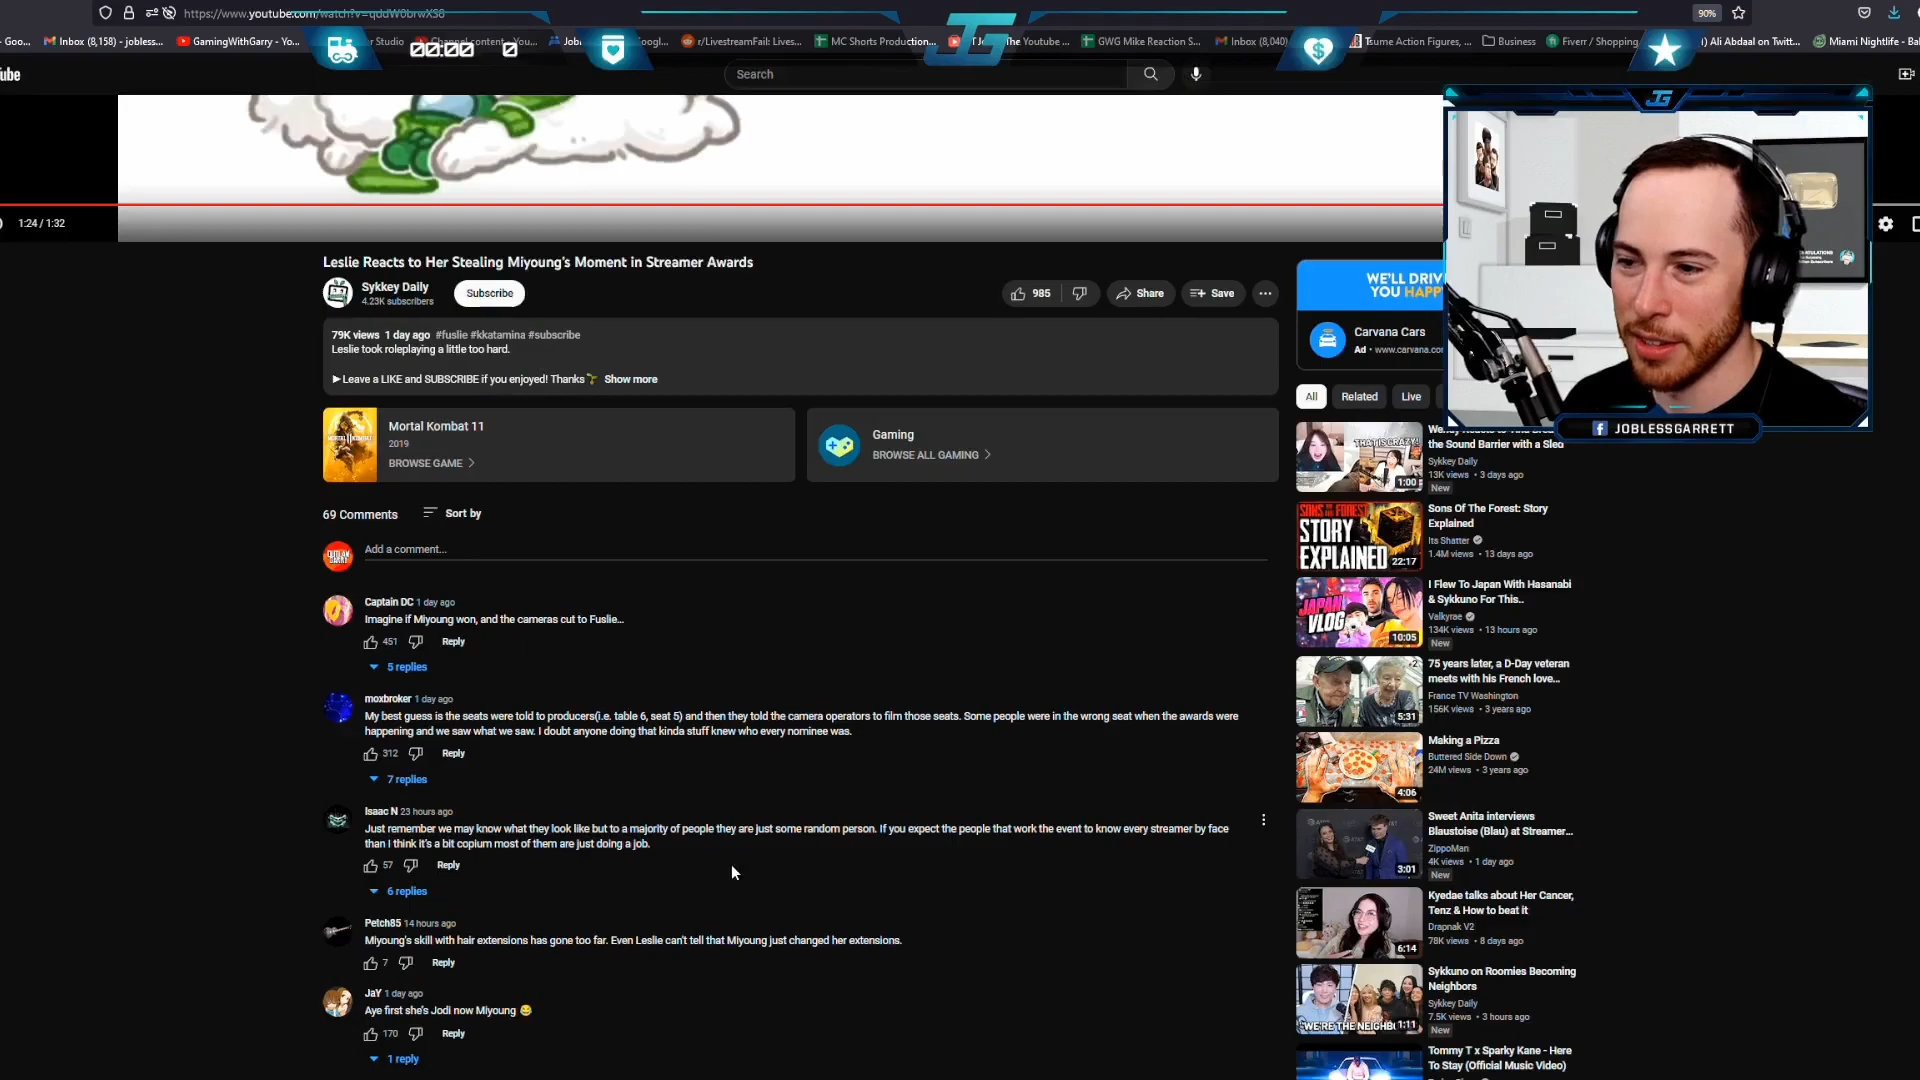 https://www.youtube.com/watch?v=qddW0brwXS8
90%
Goo...
Inbox (8,158) - jobless...
GamingWithGarry - Yo...
Studio
Channel content - You...
r/LivestreamFail: Lives...
MC Shorts Production...
The Youtube ...
GWG Mike Reaction S...
Inbox (8,040)
Tsume Action Figures, ...
Business
Fiverr / Shopping
Ali Abdaal on Twitt...
Miami Nightlife - Ba
00:00 0
JG
Search
1:24 / 1:32
Leslie Reacts to Her Stealing Miyoung's Moment in Streamer Awards
Sykkey Daily
4.23K subscribers
Subscribe
985
Share
Save
79K views 1 day ago #fuslie #kkatamina #subscribe
Leslie took roleplaying a little too hard.
►Leave a LIKE and SUBSCRIBE if you enjoyed! Thanks Show more
Mortal Kombat 11
2019
BROWSE GAME
Gaming
BROWSE ALL GAMING
69 Comments
Sort by
Add a comment...
Captain DC 1 day ago
Imagine if Miyoung won, and the cameras cut to Fuslie...
451
Reply
5 replies
moxbroker 1 day ago
My best guess is the seats were told to producers(i.e. table 6, seat 5) and then they told the camera operators to film those seats. Some people were in the wrong seat when the awards were
happening and we saw what we saw. I doubt anyone doing that kinda stuff knew who every nominee was.
312
Reply
7 replies
Isaac N 23 hours ago
Just remember we may know what they look like but to a majority of people they are just some random person. If you expect the people that work the event to know every streamer by face
than I think it's a bit copium most of them are just doing a job.
57
Reply
6 replies
Petch85 14 hours ago
Miyoung's skill with hair extensions has gone too far. Even Leslie can't tell that Miyoung just changed her extensions.
7
Reply
JaY 1 day ago
Aye first she's Jodi now Miyoung 😂
170
Reply
1 reply
JG
JOBLESSGARRETT
WE'LL DRIV
YOU HAPP
Carvana Cars
Ad • www.carvana.co
All
Related
Live
THAT IS CRAZY!
1:00
the Sound Barrier with a Sled
Sykkey Daily
13K views • 3 days ago
New
SONS OF THE FOREST:
STORY
EXPLAINED
22:17
Sons Of The Forest: Story
Explained
Its Shatter
1.4M views • 13 days ago
JAPAN
VLOG
10:05
I Flew To Japan With Hasanabi
& Sykkuno For This..
Valkyrae
134K views • 13 hours ago
New
5:31
75 years later, a D-Day veteran
meets with his French love...
France TV Washington
156K views • 3 years ago
4:06
Making a Pizza
Buttered Side Down
24M views • 3 years ago
3:01
Sweet Anita interviews
Blaustoise (Blau) at Streamer...
ZippoMan
4K views • 1 day ago
New
6:14
Kyedae talks about Her Cancer,
Tenz & How to beat it
Drapnak V2
78K views • 8 days ago
"WE'RE THE NEIGHB
1:11
Sykkuno on Roomies Becoming
Neighbors
Sykkey Daily
7.5K views • 3 hours ago
New
Tommy T x Sparky Kane - Here
To Stay (Official Music Video)